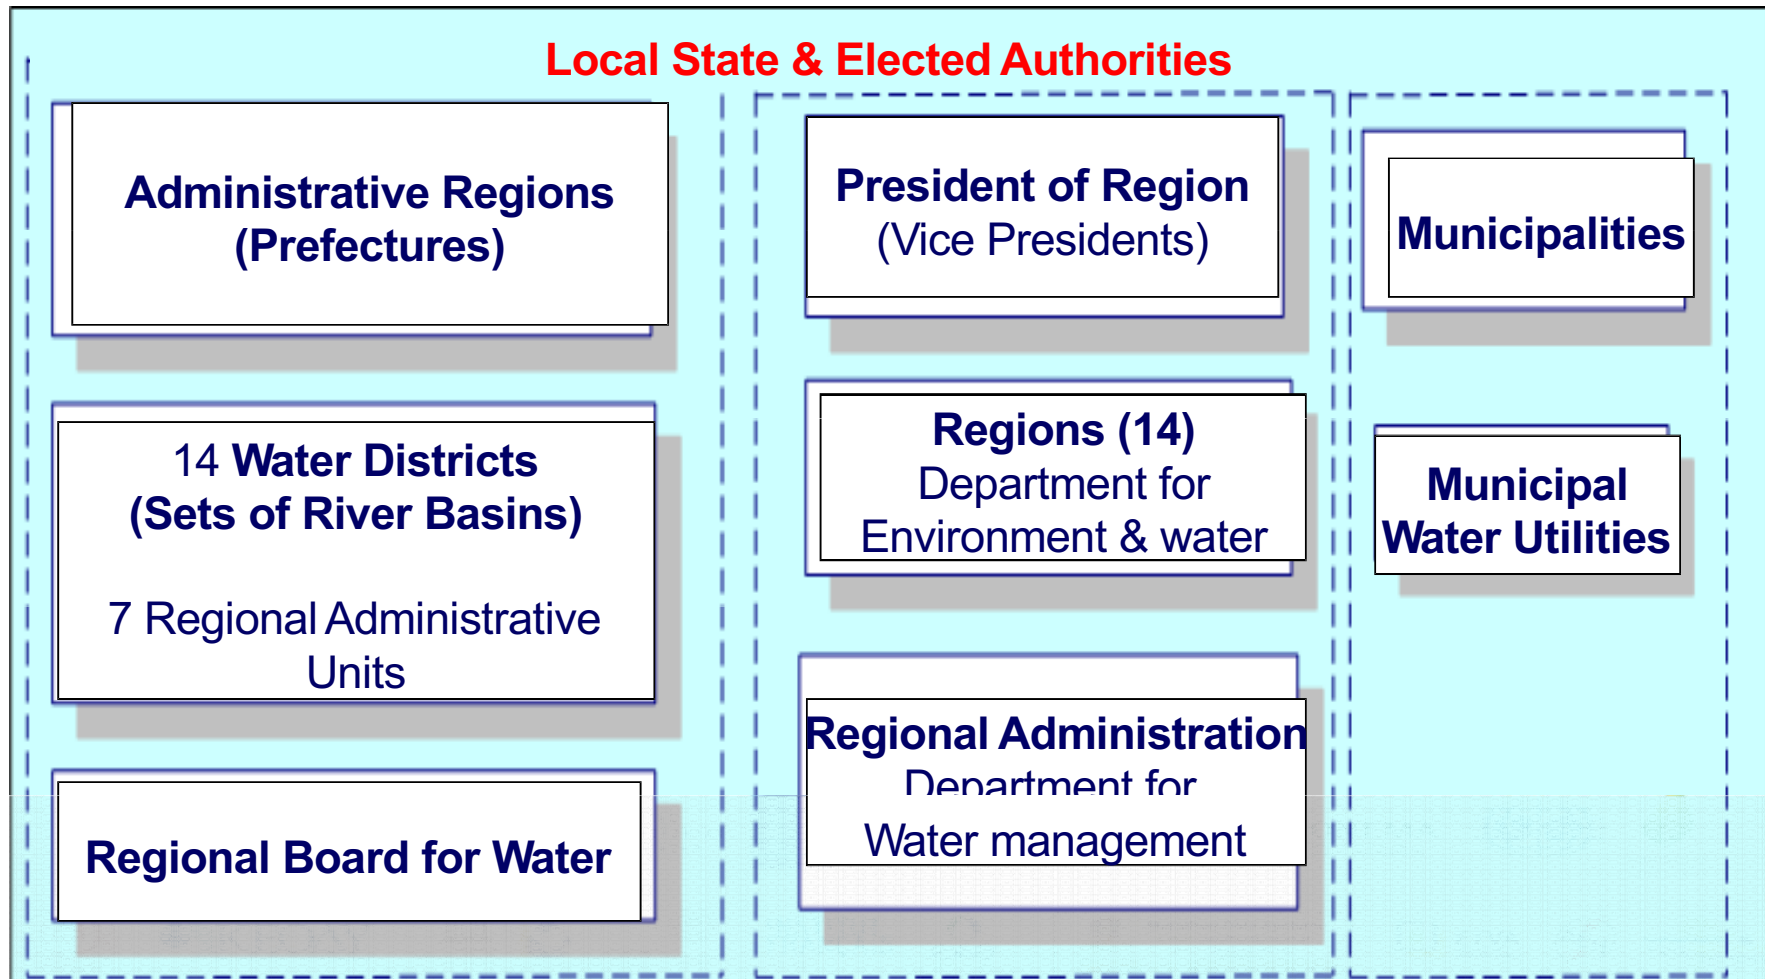 Local State & Elected Authorities
Administrative Regions
(Prefectures)
14 Water Districts
(Sets of River Basins)
7 Regional Administrative
Units
Regional Board for Water
President of Region
(Vice Presidents)
Regions (14)
Department for
Environment & water
Regional Administration
Department for
Water management
Municipalities
Municipal
Water Utilities